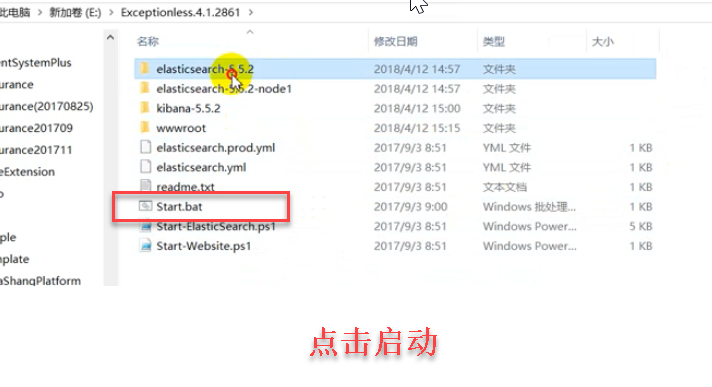 此电脑 › 新加卷 (E:) › Exceptionless.4.1.2861 ›
名称 修改日期 类型 大小
entSystemPlus
urance
urance(20170825)
urance201709
urance201711
eExtension
ple
mplate
aShangPlatform
elasticsearch-5.5.2 2018/4/12 14:57 文件夹
elasticsearch-5.5.2-node1 2018/4/12 14:57 文件夹
kibana-5.5.2 2018/4/12 15:00 文件夹
wwwroot 2018/4/12 15:15 文件夹
elasticsearch.prod.yml 2017/9/3 8:51 YML 文件 1 KB
elasticsearch.yml 2017/9/3 8:51 YML 文件 1 KB
readme.txt 2017/9/3 8:51 文本文档 1 KB
Start.bat 2017/9/3 9:00 Windows 批处理... 1 KB
Start-ElasticSearch.ps1 2017/9/3 8:51 Windows Power... 5 KB
Start-Website.ps1 2017/9/3 8:51 Windows Power... 1 KB
点击启动